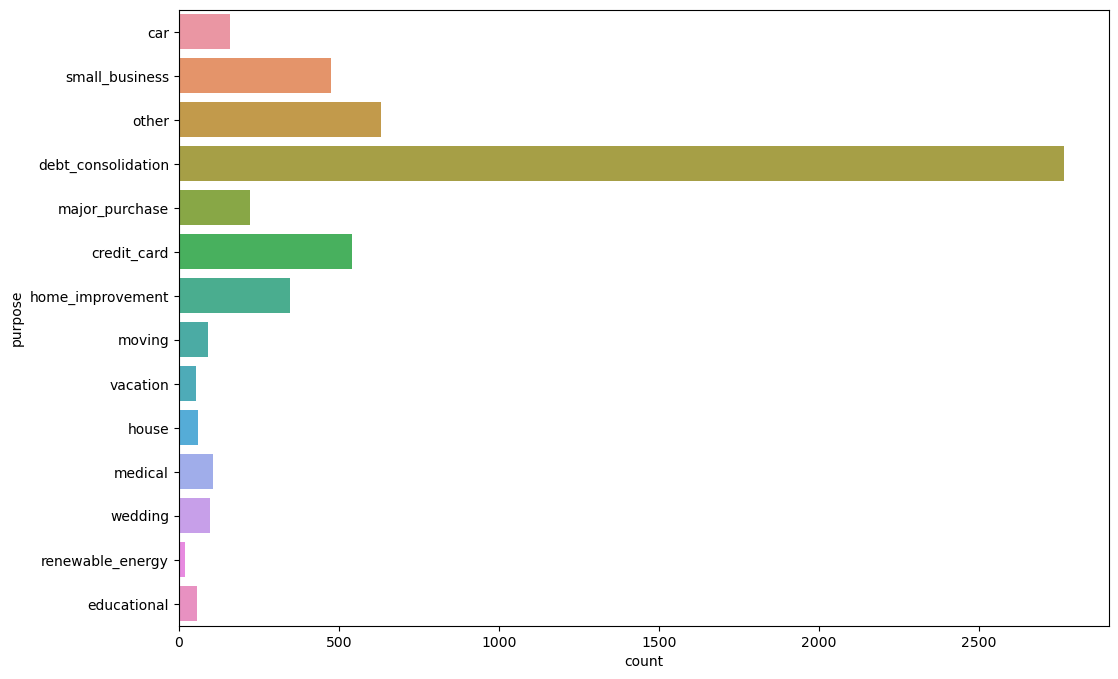 car
small_business
other
debt_consolidation
major_purchase
credit_card
home_improvement
moving
vacation
house
medical
wedding
renewable_energy
educational
purpose
0 500 1000 1500 2000 2500
count